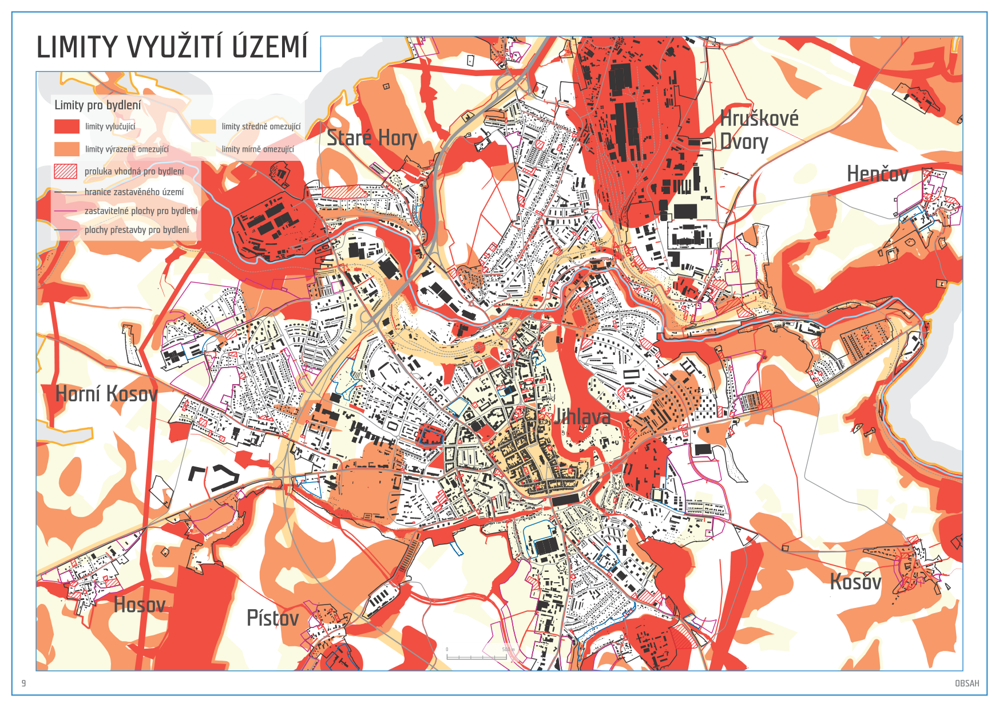 LIMITY VYUŽITÍ ÚZEMÍ
Limity pro bydlení
limity vylučující
limity středně omezující
limity výrazeně omezující
limity mírně omezující
proluka vhodná pro bydlení
hranice zastavěného území
zastavitelné plochy pro bydlení
plochy přestavby pro bydlení
Staré Hory
Hruškové
Dvory
Henčov
Horní Kosov
Jihlava
Kosov
Hosov
Pístov
0
500 m
9
OBSAH